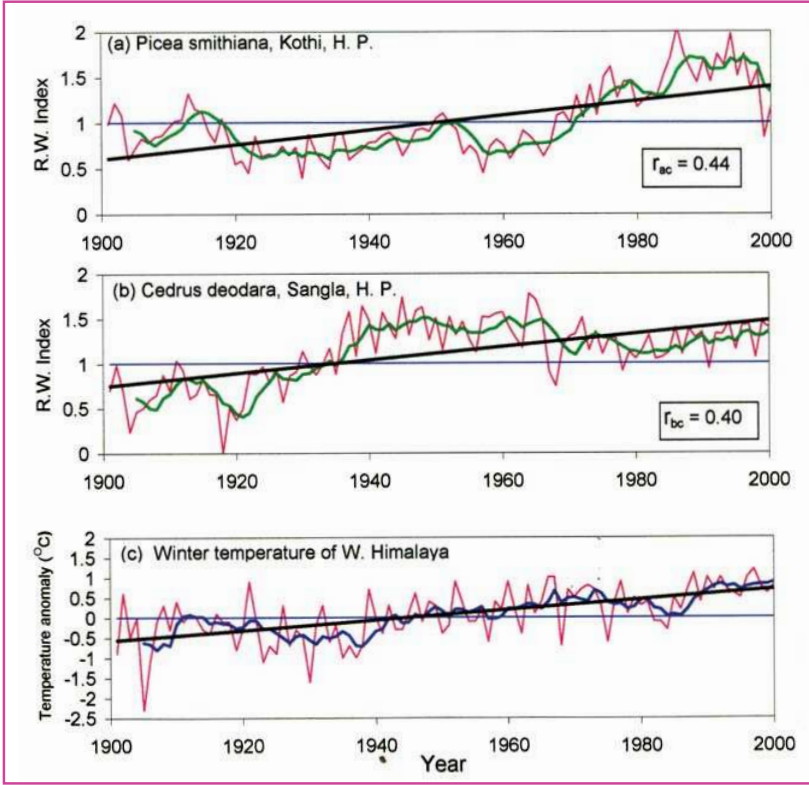 (a) Picea smithiana, Kothi, H. P.
R.W. Index
2
1.5
1
0.5
0
r_ac = 0.44
1900 1920 1940 1960 1980 2000
(b) Cedrus deodara, Sangla, H. P.
R.W. Index
2
1.5
1
0.5
0
r_bc = 0.40
1900 1920 1940 1960 1980 2000
(c) Winter temperature of W. Himalaya
Temperature anomaly (°C)
2
1.5
1
0.5
0
-0.5
-1
-1.5
-2
-2.5
1900 1920 1940 1960 1980 2000
Year